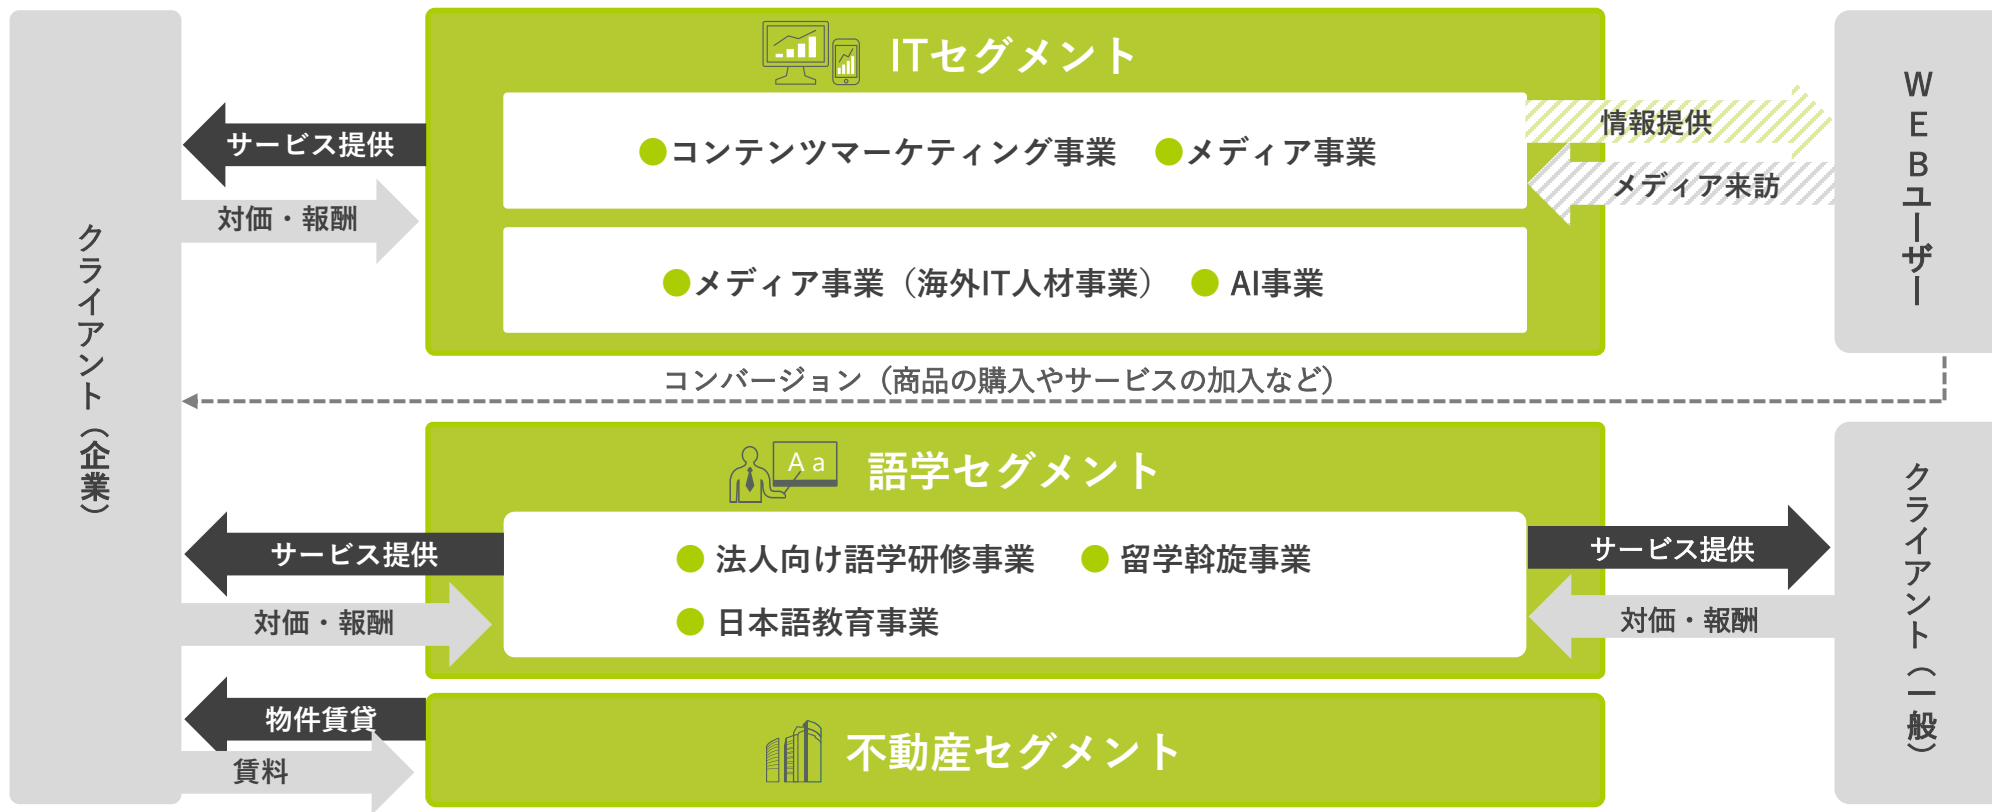 クライアント（企業）
ITセグメント
●コンテンツマーケティング事業 ●メディア事業
●メディア事業（海外IT人材事業） ● AI事業
サービス提供
対価・報酬
情報提供
メディア来訪
WEBユーザー
コンバージョン（商品の購入やサービスの加入など）
A a
語学セグメント
● 法人向け語学研修事業 ● 留学斡旋事業
● 日本語教育事業
サービス提供
対価・報酬
サービス提供
対価・報酬
クライアント（一般）
物件賃貸
賃料
不動産セグメント